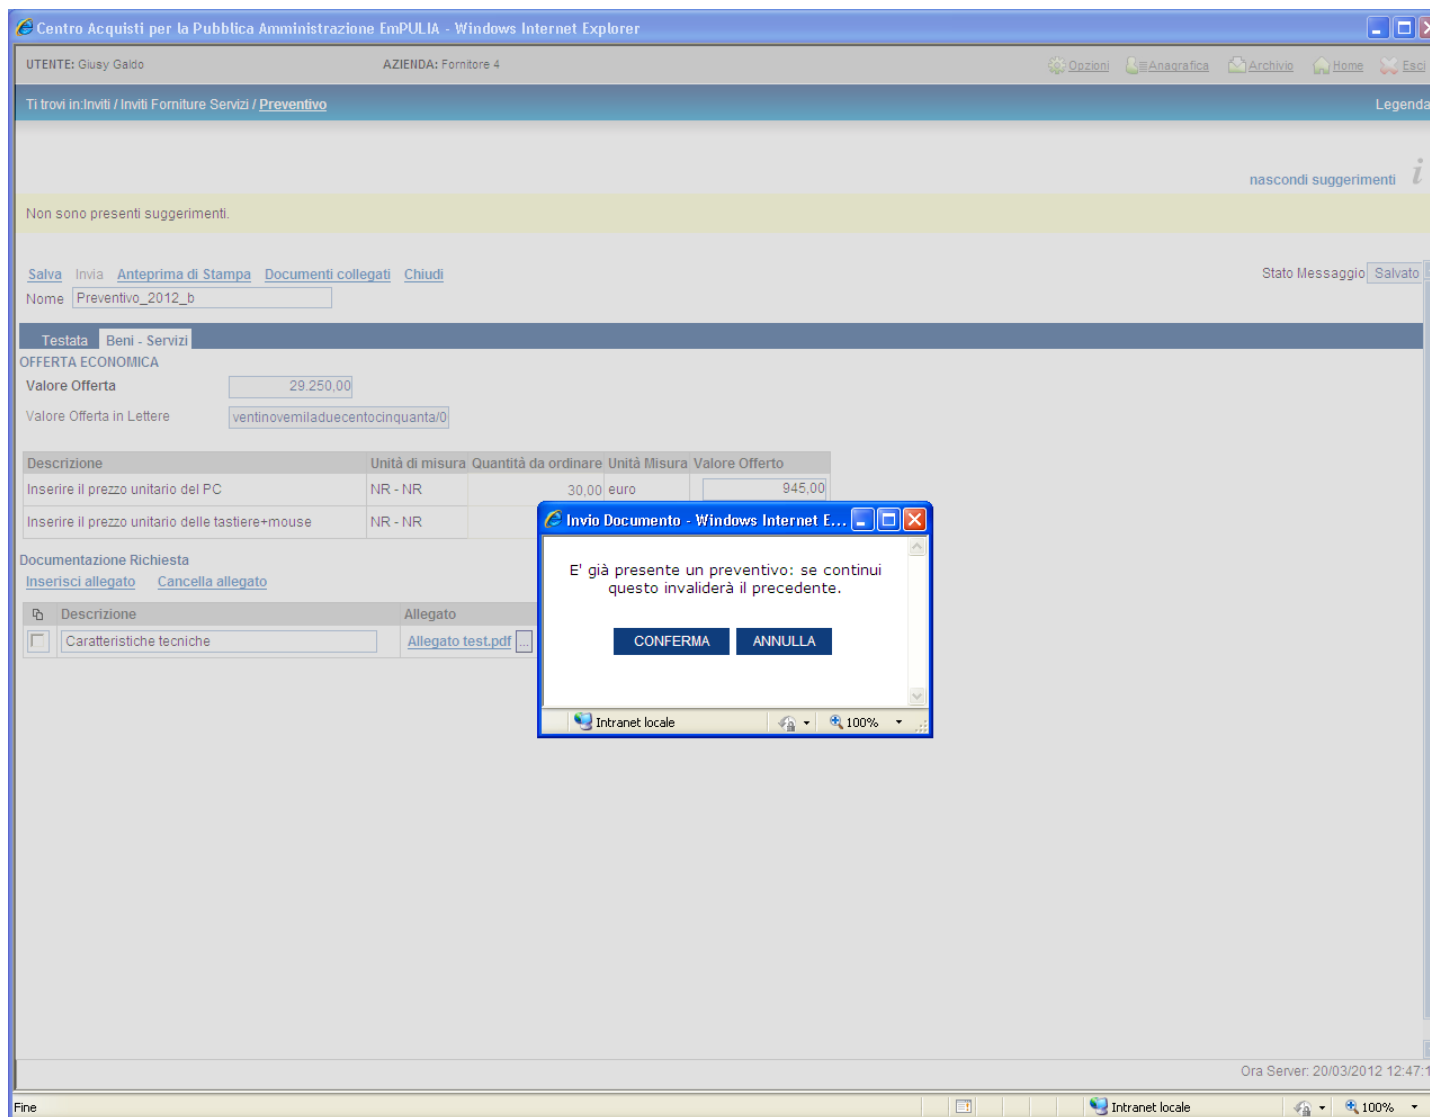 Centro Acquisti per la Pubblica Amministrazione EmPULIA - Windows Internet Explorer
UTENTE: Giusy Galdo AZIENDA: Fornitore 4 Opzioni Anagrafica Archivio Home Esci
Ti trovi in:Inviti / Inviti Forniture Servizi / Preventivo Legenda
nascondi suggerimenti i
Non sono presenti suggerimenti.
Salva Invia Anteprima di Stampa Documenti collegati Chiudi Stato Messaggio Salvato
Nome Preventivo_2012_b
Testata Beni - Servizi
OFFERTA ECONOMICA
Valore Offerta 29.250,00
Valore Offerta in Lettere ventinovemiladuecentocinquanta/0
Descrizione Unità di misura Quantità da ordinare Unità Misura Valore Offerto
Inserire il prezzo unitario del PC NR - NR 30,00 euro 945,00
Inserire il prezzo unitario delle tastiere+mouse NR - NR
Documentazione Richiesta
Inserisci allegato Cancella allegato
Descrizione Allegato
Caratteristiche tecniche Allegato test.pdf ...
Invio Documento - Windows Internet E...
E' già presente un preventivo: se continui
questo invaliderà il precedente.
CONFERMA ANNULLA
Intranet locale 100%
Ora Server: 20/03/2012 12:47:1
Fine Intranet locale 100%